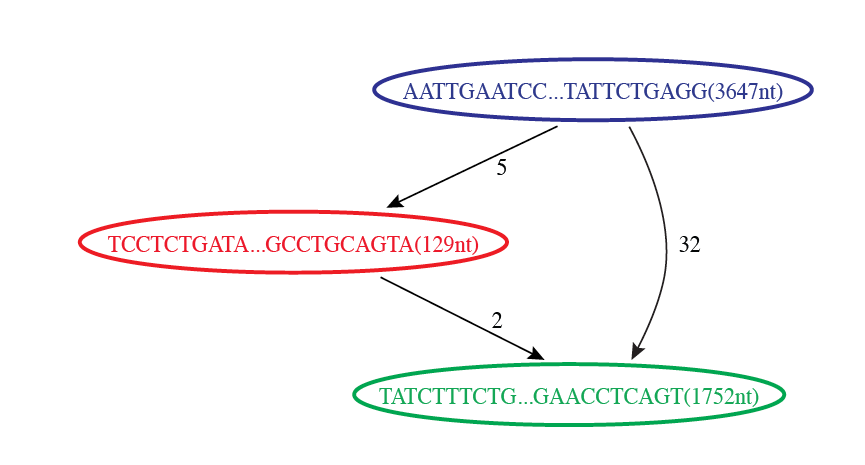 AATTGAATCC...TATTCTGAGG(3647nt)
5
TCCTCTGATA...GCCTGCAGTA(129nt)
32
2
TATCTTTCTG...GAACCTCAGT(1752nt)